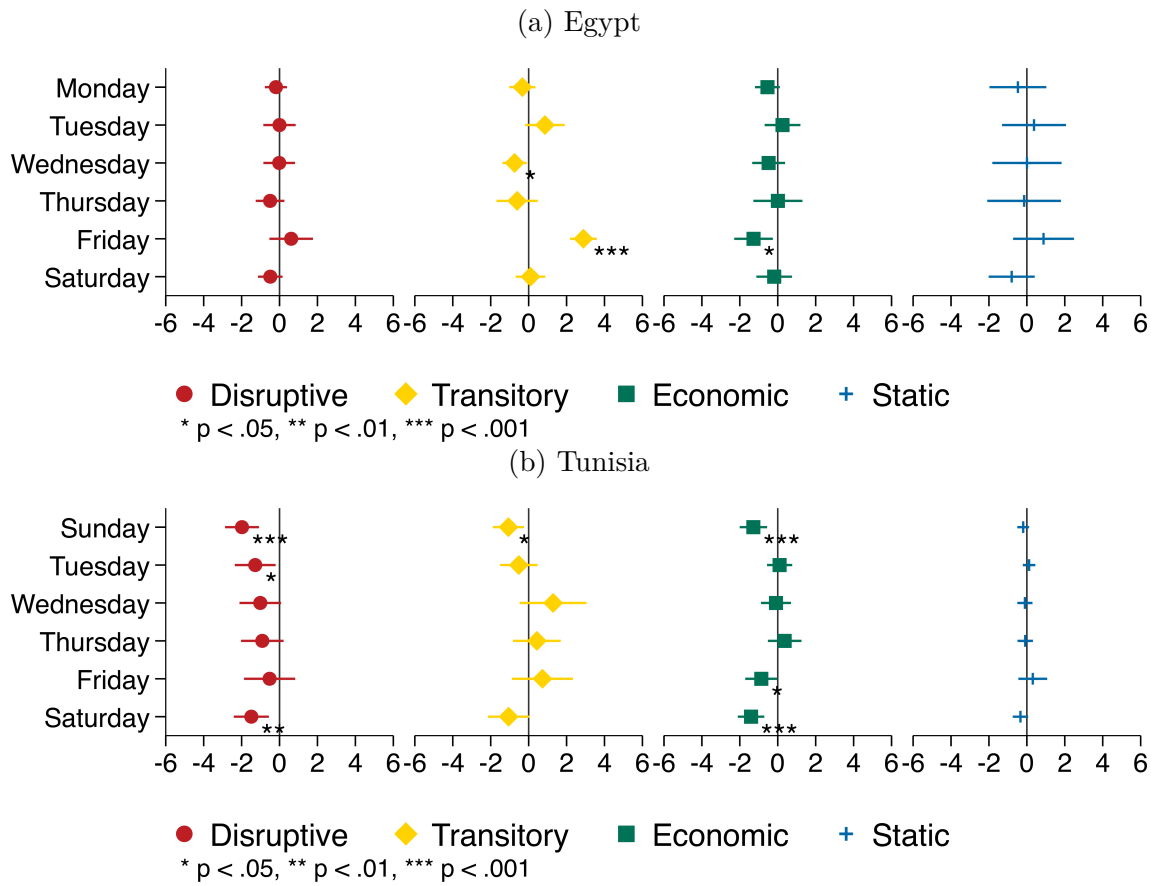 (a) Egypt
Monday
Tuesday
Wednesday
*
Thursday
Friday
*** *
Saturday
-6 -4 -2 0 2 4 6 -6 -4 -2 0 2 4 6 -6 -4 -2 0 2 4 6 -6 -4 -2 0 2 4 6
Disruptive Transitory Economic Static
* p < .05, ** p < .01, *** p < .001
(b) Tunisia
Sunday
*** * ***
Tuesday
*
Wednesday
Thursday
Friday
*
Saturday
** ***
-6 -4 -2 0 2 4 6 -6 -4 -2 0 2 4 6 -6 -4 -2 0 2 4 6 -6 -4 -2 0 2 4 6
Disruptive Transitory Economic Static
* p < .05, ** p < .01, *** p < .001